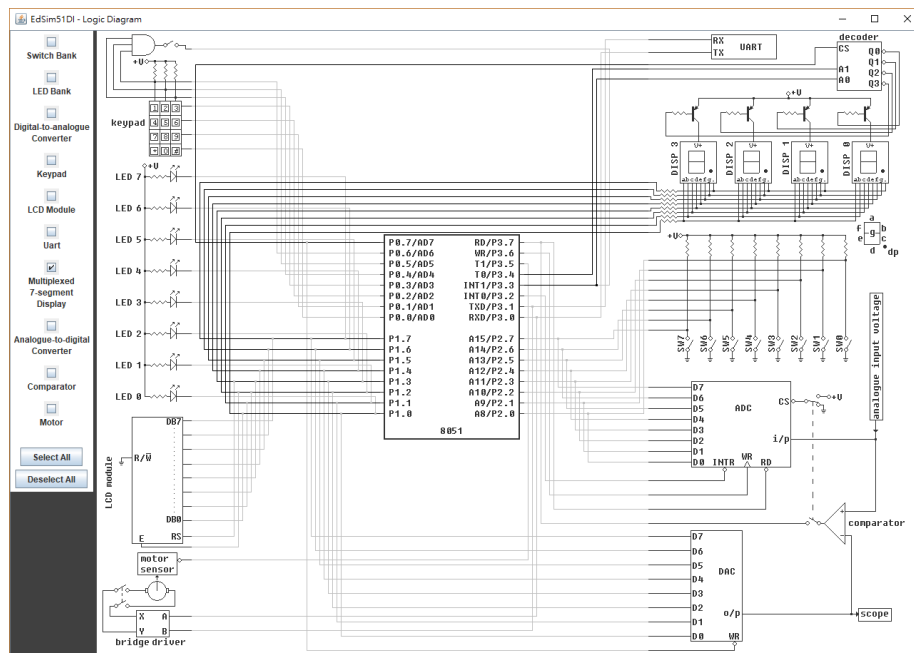 EdSim51DI - Logic Diagram
Switch Bank
LED Bank
Digital-to-analogue
Converter
Keypad
LCD Module
Uart
Multiplexed
7-segment
Display
Analogue-to-digital
Converter
Comparator
Motor
Select All
Deselect All
+V
keypad
1 2 3
4 5 6
7 8 9
* 0 #
+V
LED 7
LED 6
LED 5
LED 4
LED 3
LED 2
LED 1
LED 0
LCD module
R/W̅
DB7
DB0
RS
E
motor
sensor
X A
Y B
bridge driver
P0.7/AD7
P0.6/AD6
P0.5/AD5
P0.4/AD4
P0.3/AD3
P0.2/AD2
P0.1/AD1
P0.0/AD0
P1.7
P1.6
P1.5
P1.4
P1.3
P1.2
P1.1
P1.0
RD/P3.7
WR/P3.6
T1/P3.5
T0/P3.4
INT1/P3.3
INT0/P3.2
TXD/P3.1
RXD/P3.0
A15/P2.7
A14/P2.6
A13/P2.5
A12/P2.4
A11/P2.3
A10/P2.2
A9/P2.1
A8/P2.0
8051
RX
TX
UART
decoder
CS
A1
A0
Q0
Q1
Q2
Q3
+V
DISP 3
V+
abcdefg.
DISP 2
V+
abcdefg.
DISP 1
V+
abcdefg.
DISP 0
V+
abcdefg.
a
f g b
e c
d dp
+V
SW7
SW6
SW5
SW4
SW3
SW2
SW1
SW0
analogue input voltage
D7
D6
D5
D4
D3
D2
D1
D0
ADC
CS
+V
i/p
INTR
WR
RD
comparator
+
-
D7
D6
D5
D4
D3
D2
D1
D0
DAC
o/p
WR
scope